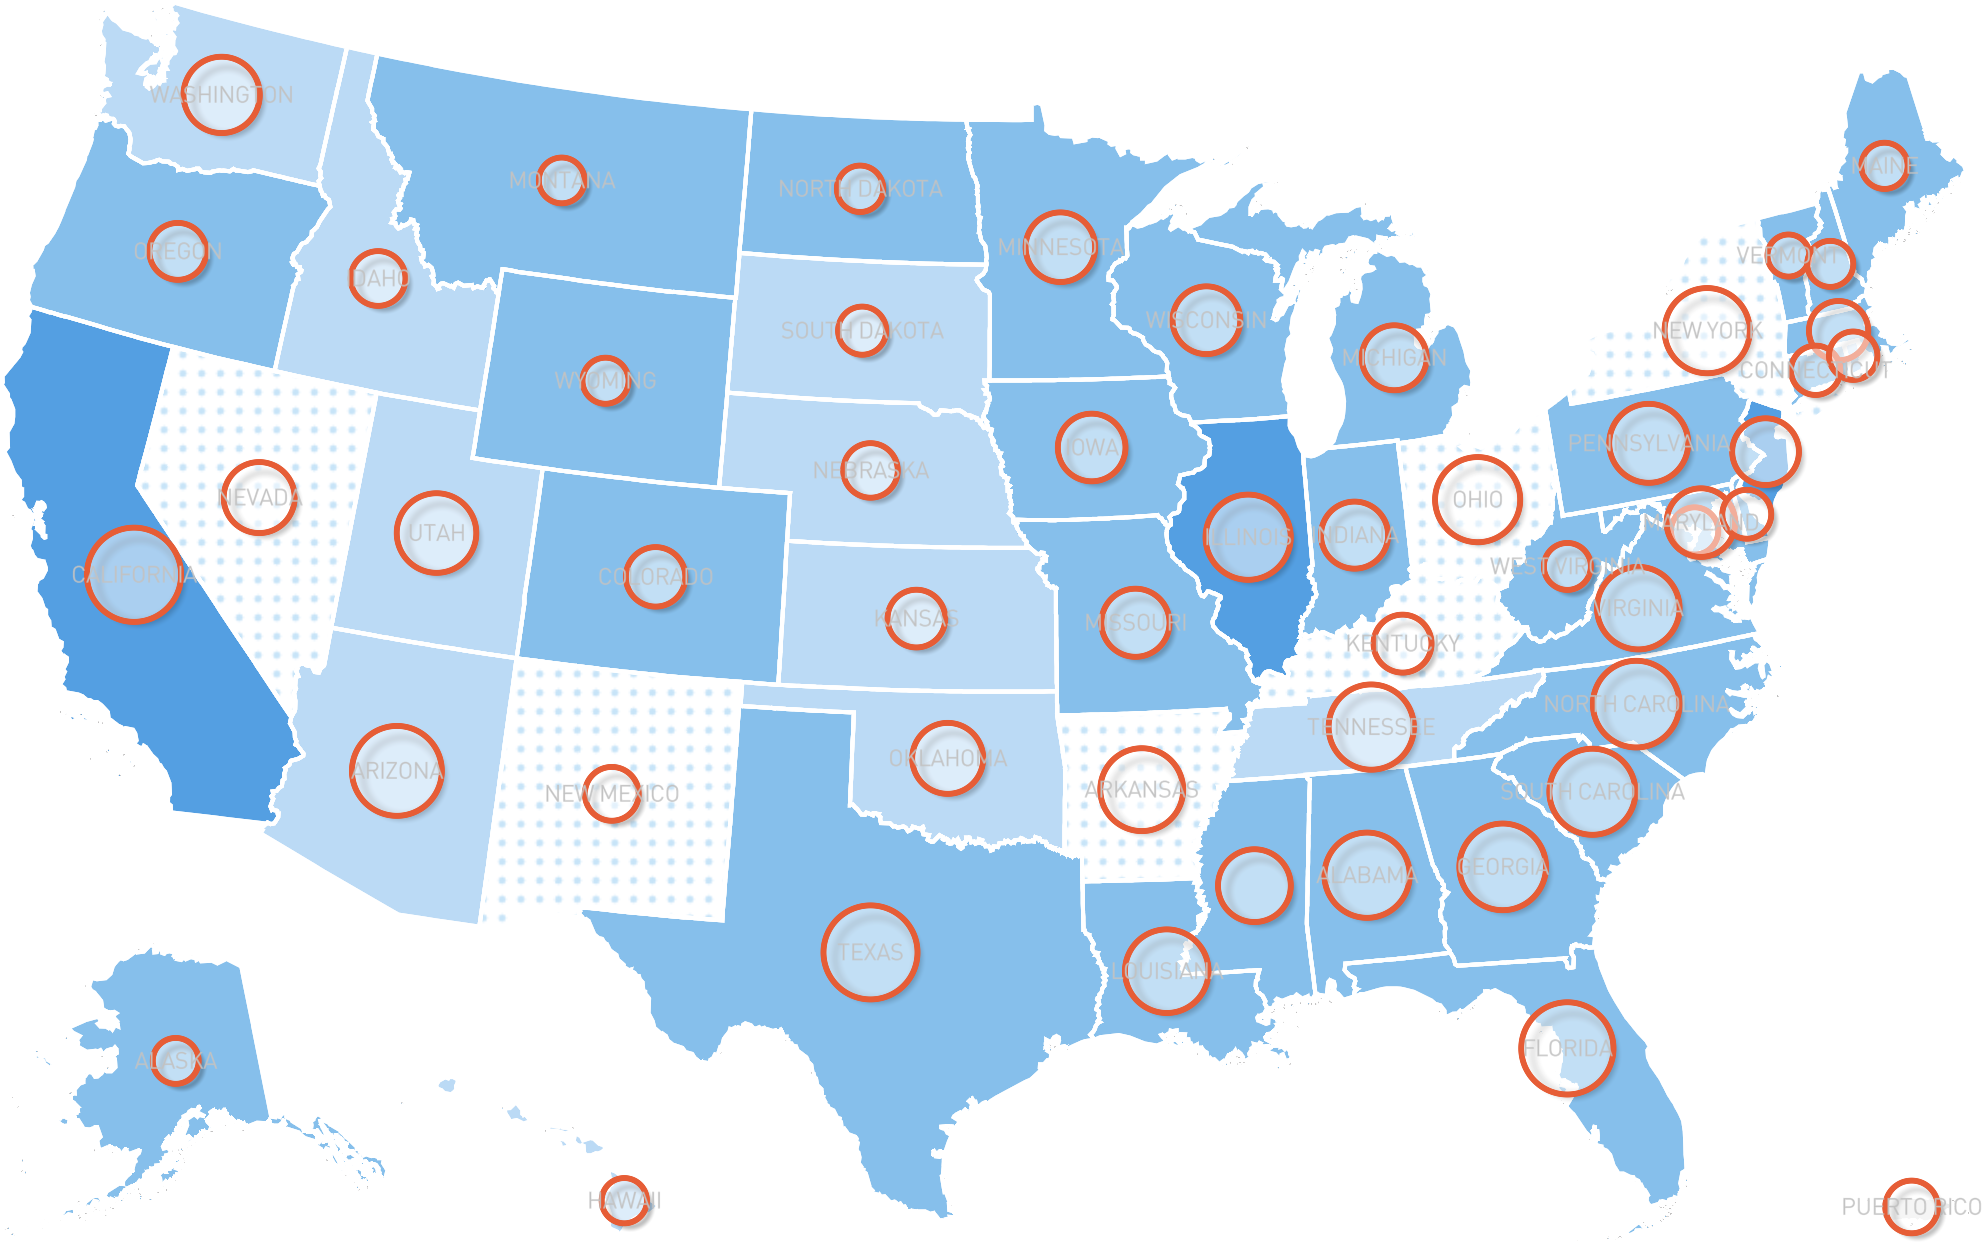 WASHINGTON
MAINE
MONTANA
NORTH DAKOTA
MINNESOTA
OREGON
VERMONT
IDAHO
WISCONSIN
SOUTH DAKOTA
NEW YORK
MICHIGAN
CONNECTICUT
WYOMING
IOWA
PENNSYLVANIA
NEBRASKA
NEVADA
OHIO
MARYLAND
UTAH
ILLINOIS
INDIANA
WEST VIRGINIA
CALIFORNIA
COLORADO
VIRGINIA
KANSAS
MISSOURI
KENTUCKY
NORTH CAROLINA
TENNESSEE
OKLAHOMA
ARIZONA
ARKANSAS
SOUTH CAROLINA
NEW MEXICO
GEORGIA
ALABAMA
TEXAS
LOUISIANA
FLORIDA
ALASKA
HAWAII
PUERTO RICO